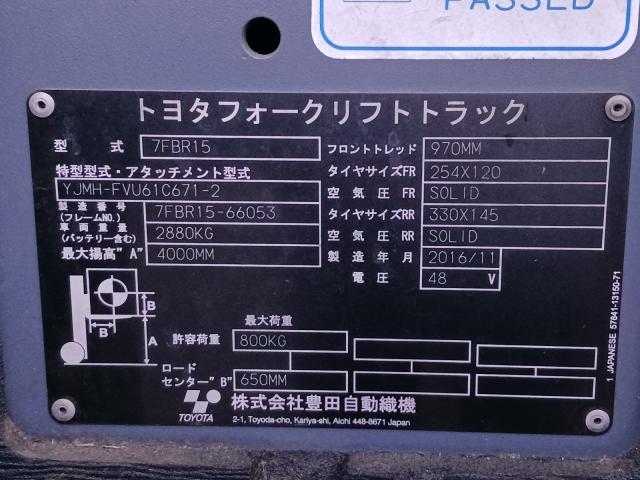 PASSED
トヨタフォークリフトトラック
型 式 7FBR15
特型型式・アタッチメント型式
YJMH-FVU61C671-2
製造番号
(フレームNO.) 7FBR15-66053
車両重量
(バッテリー含む) 2880KG
最大揚高"A" 4000MM
フロントトレッド 970MM
タイヤサイズFR 254X120
空気圧FR SOLID
タイヤサイズRR 330X145
空気圧RR SOLID
製造年月 2016/11
電圧 48 V
B
B
A
最大荷重
許容荷重 800KG
ロード
センター"B" 650MM
TOYOTA
株式会社豊田自動織機
2-1, Toyoda-cho, Kariya-shi, Aichi 448-8671 Japan
1 JAPANESE 57841-13150-71